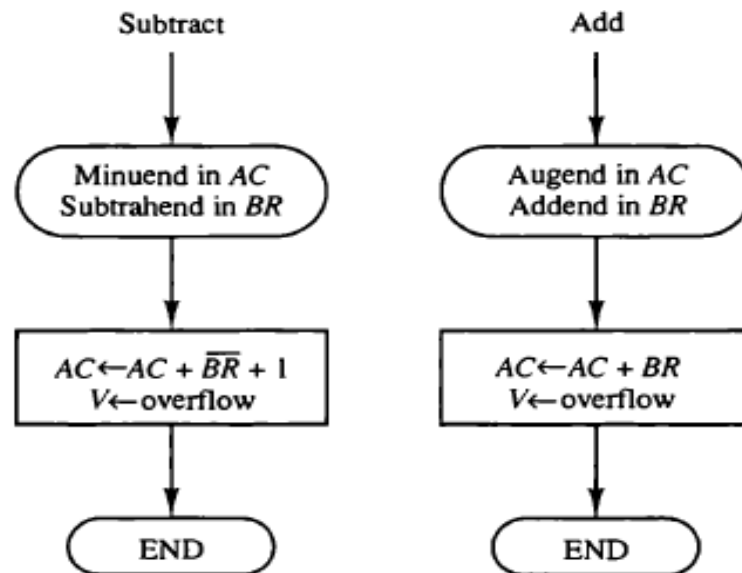 Subtract
Minuend in AC
Subtrahend in BR
AC←AC + B̅R̅ + 1
V←overflow
END
Add
Augend in AC
Addend in BR
AC←AC + BR
V←overflow
END